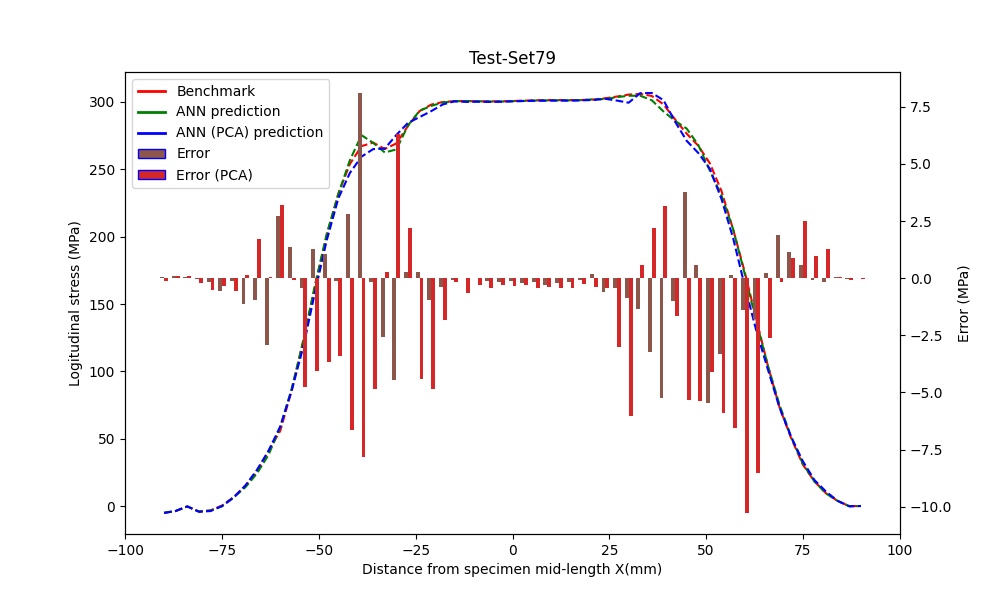 Test-Set79
Benchmark
ANN prediction
ANN (PCA) prediction
Error
Error (PCA)
Logitudinal stress (MPa)
300
250
200
150
100
50
0
7.5
5.0
2.5
0.0
−2.5
−5.0
−7.5
−10.0
Error (MPa)
−100 −75 −50 −25 0 25 50 75 100
Distance from specimen mid-length X(mm)